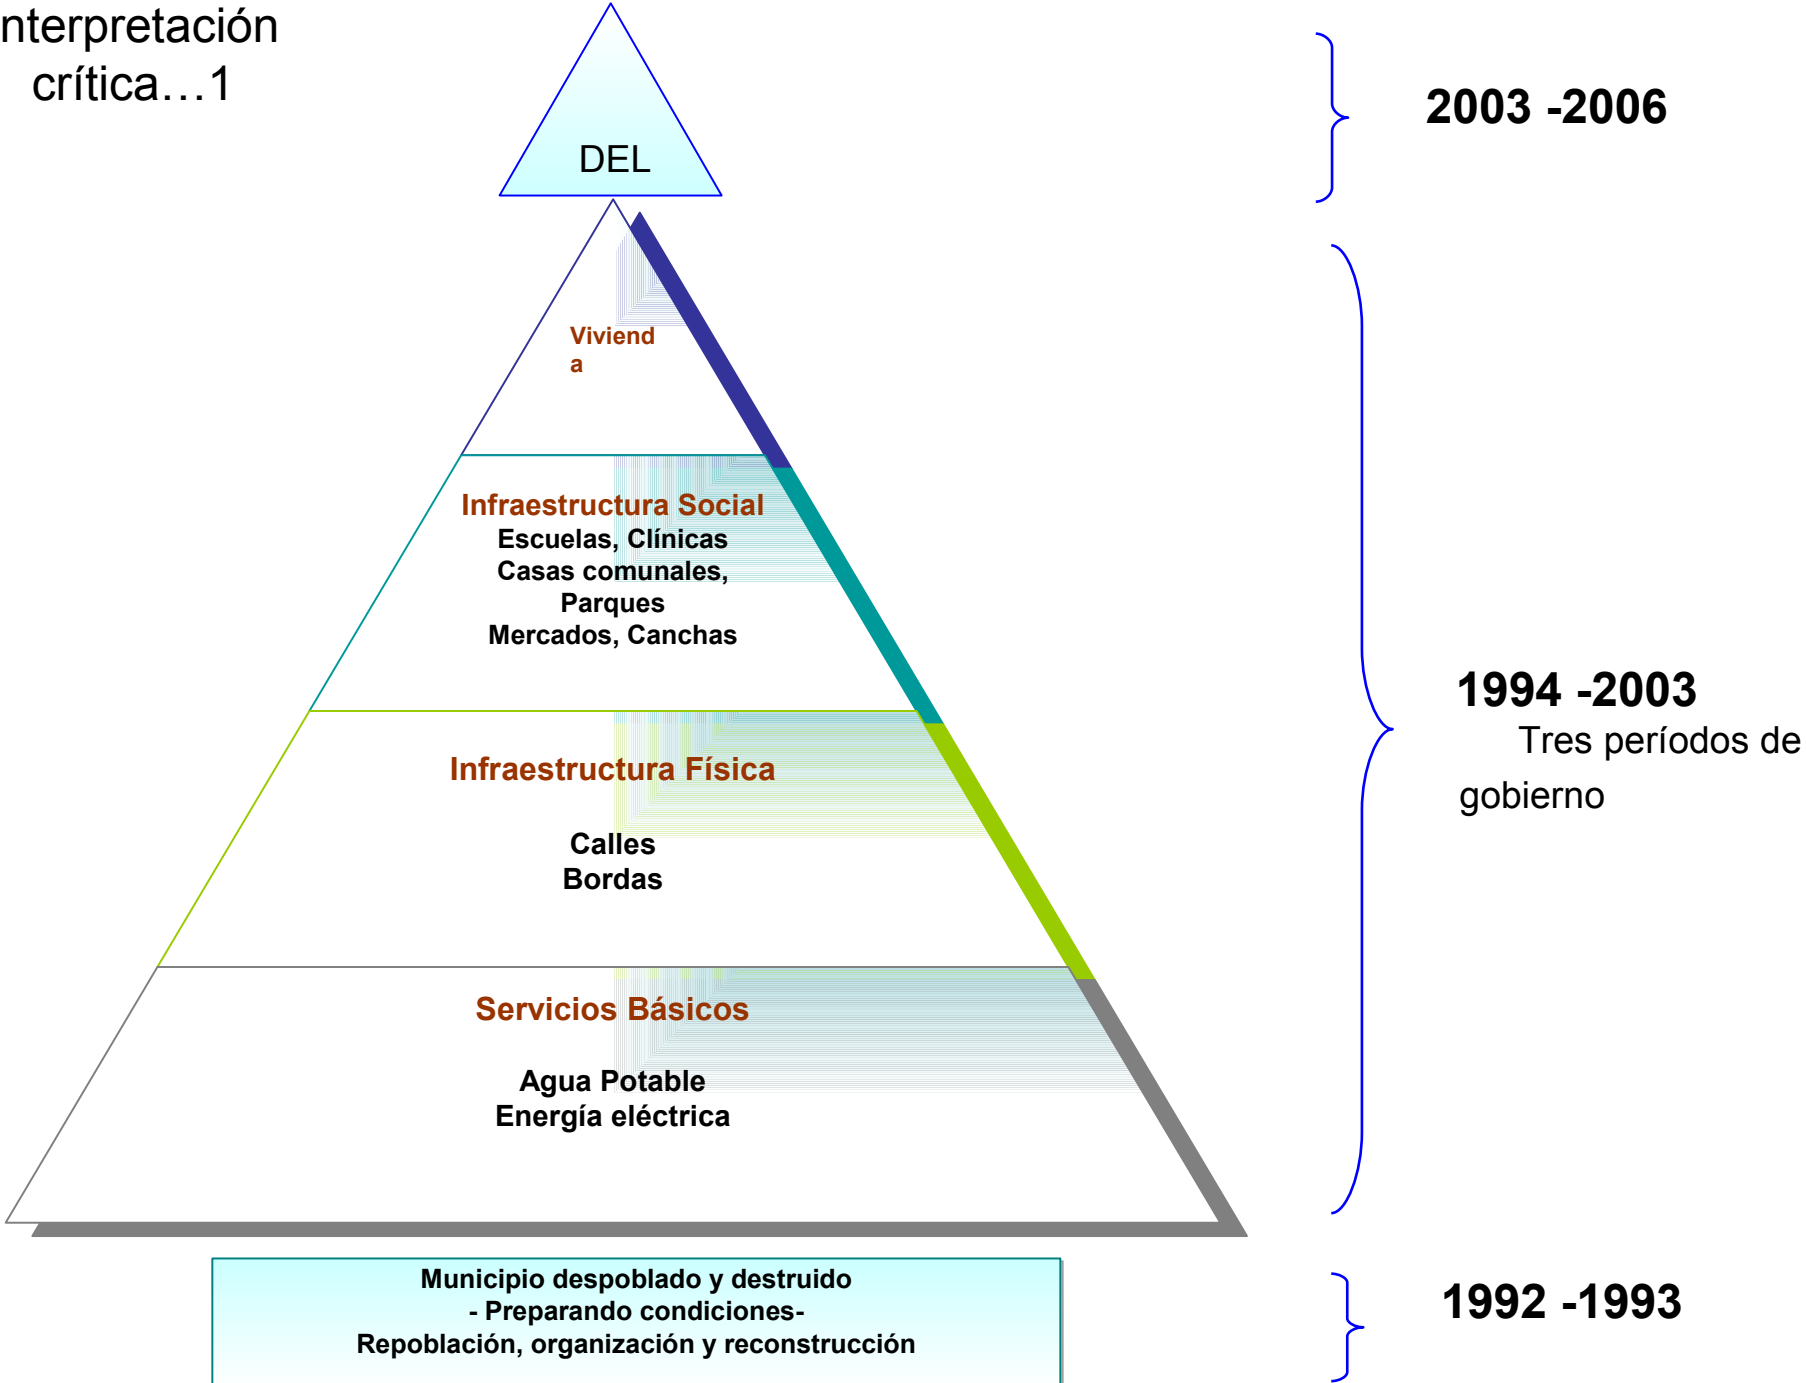 nterpretación
crítica…1
2003 -2006
DEL
Viviend
a
Infraestructura Social
Escuelas, Clínicas
Casas comunales,
Parques
Mercados, Canchas
1994 -2003
Tres períodos de
gobierno
Infraestructura Física
Calles
Bordas
Servicios Básicos
Agua Potable
Energía eléctrica
Municipio despoblado y destruido
- Preparando condiciones-
Repoblación, organización y reconstrucción
1992 -1993